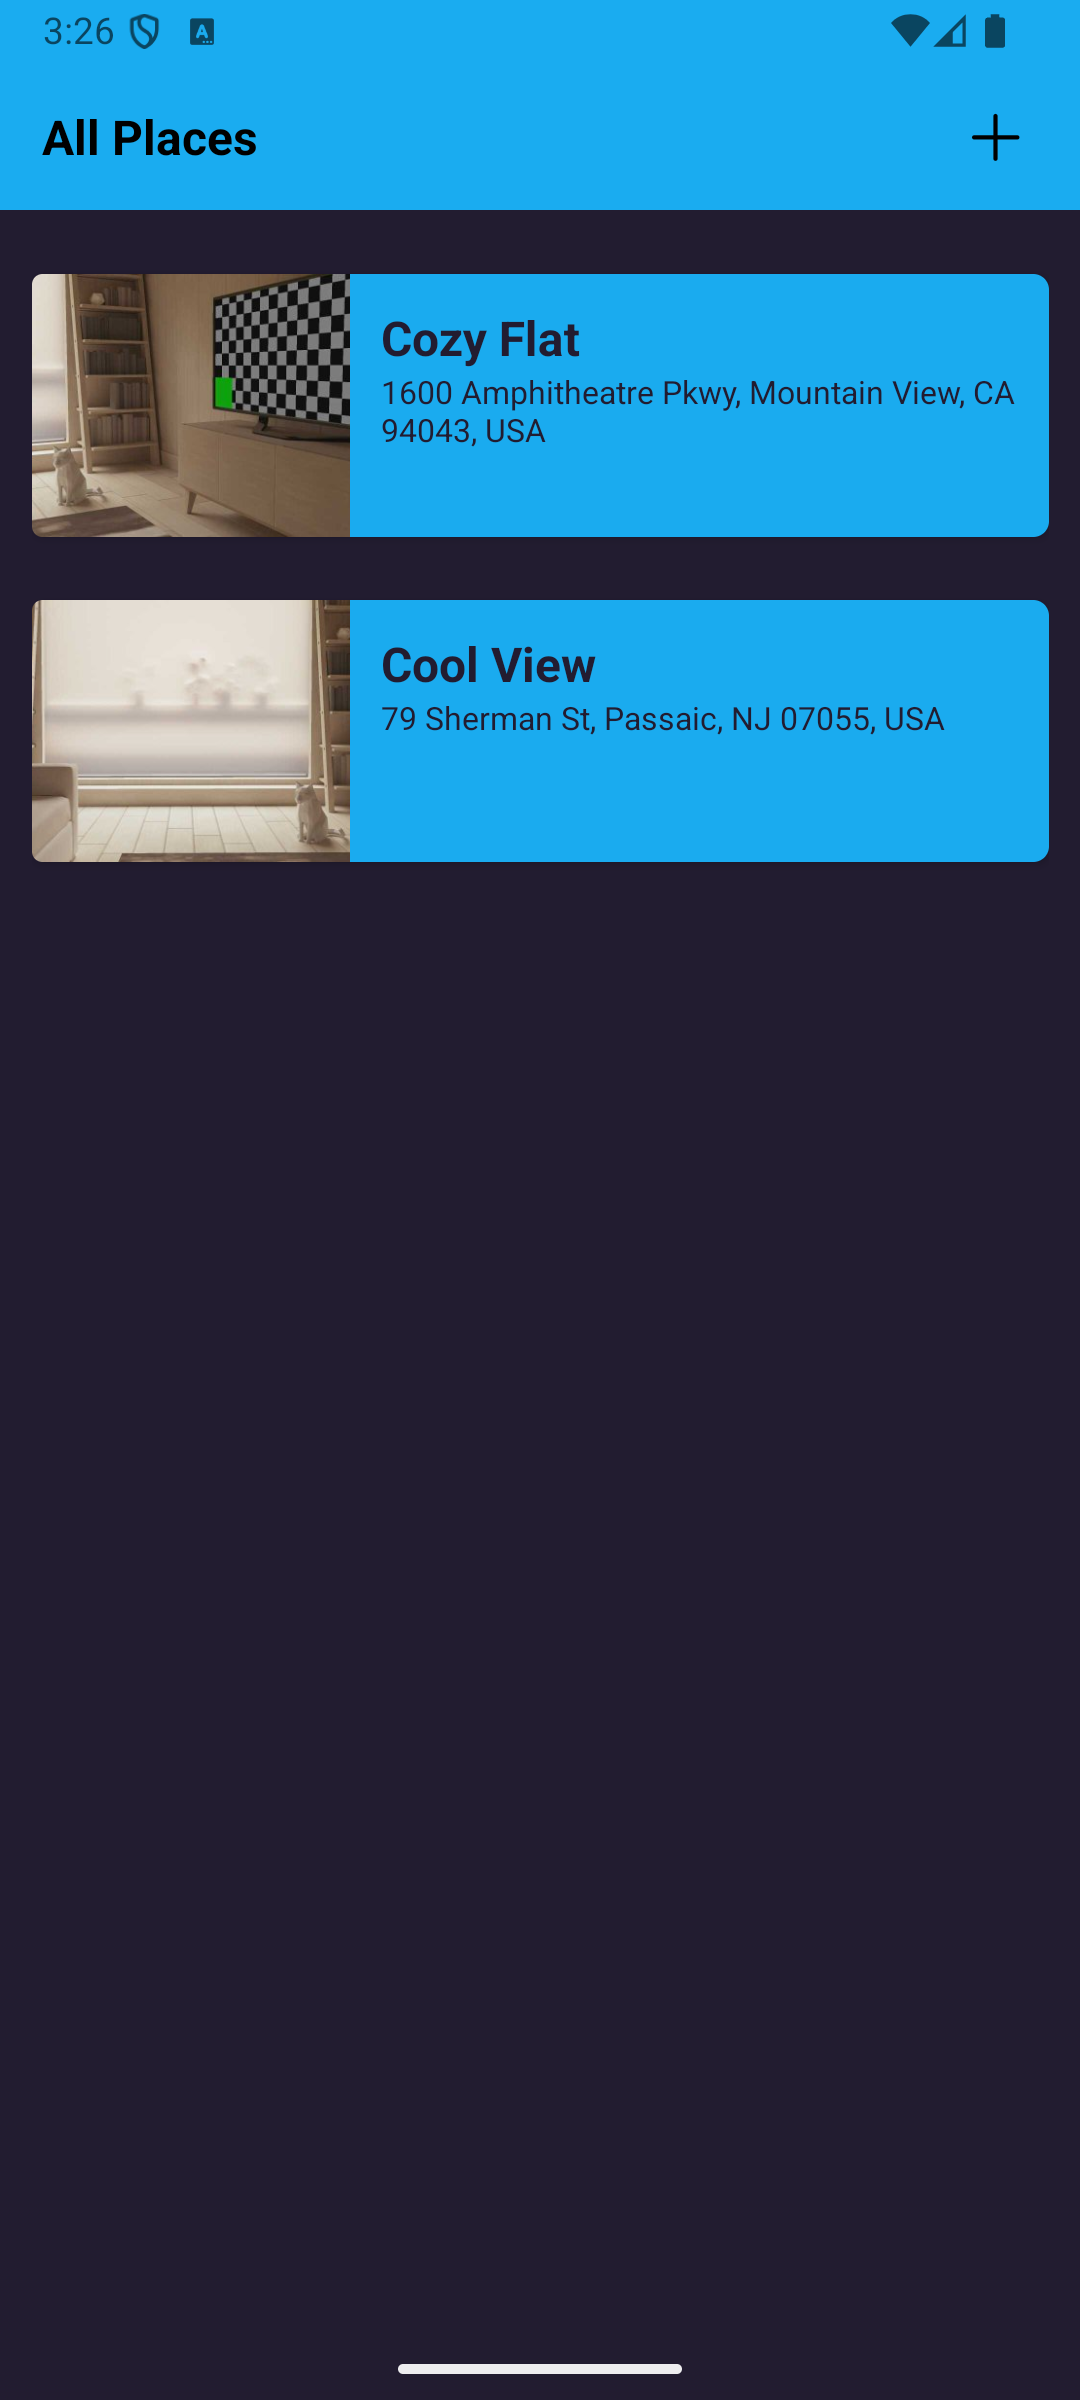 3:26
All Places
Cozy Flat
1600 Amphitheatre Pkwy, Mountain View, CA
94043, USA
Cool View
79 Sherman St, Passaic, NJ 07055, USA